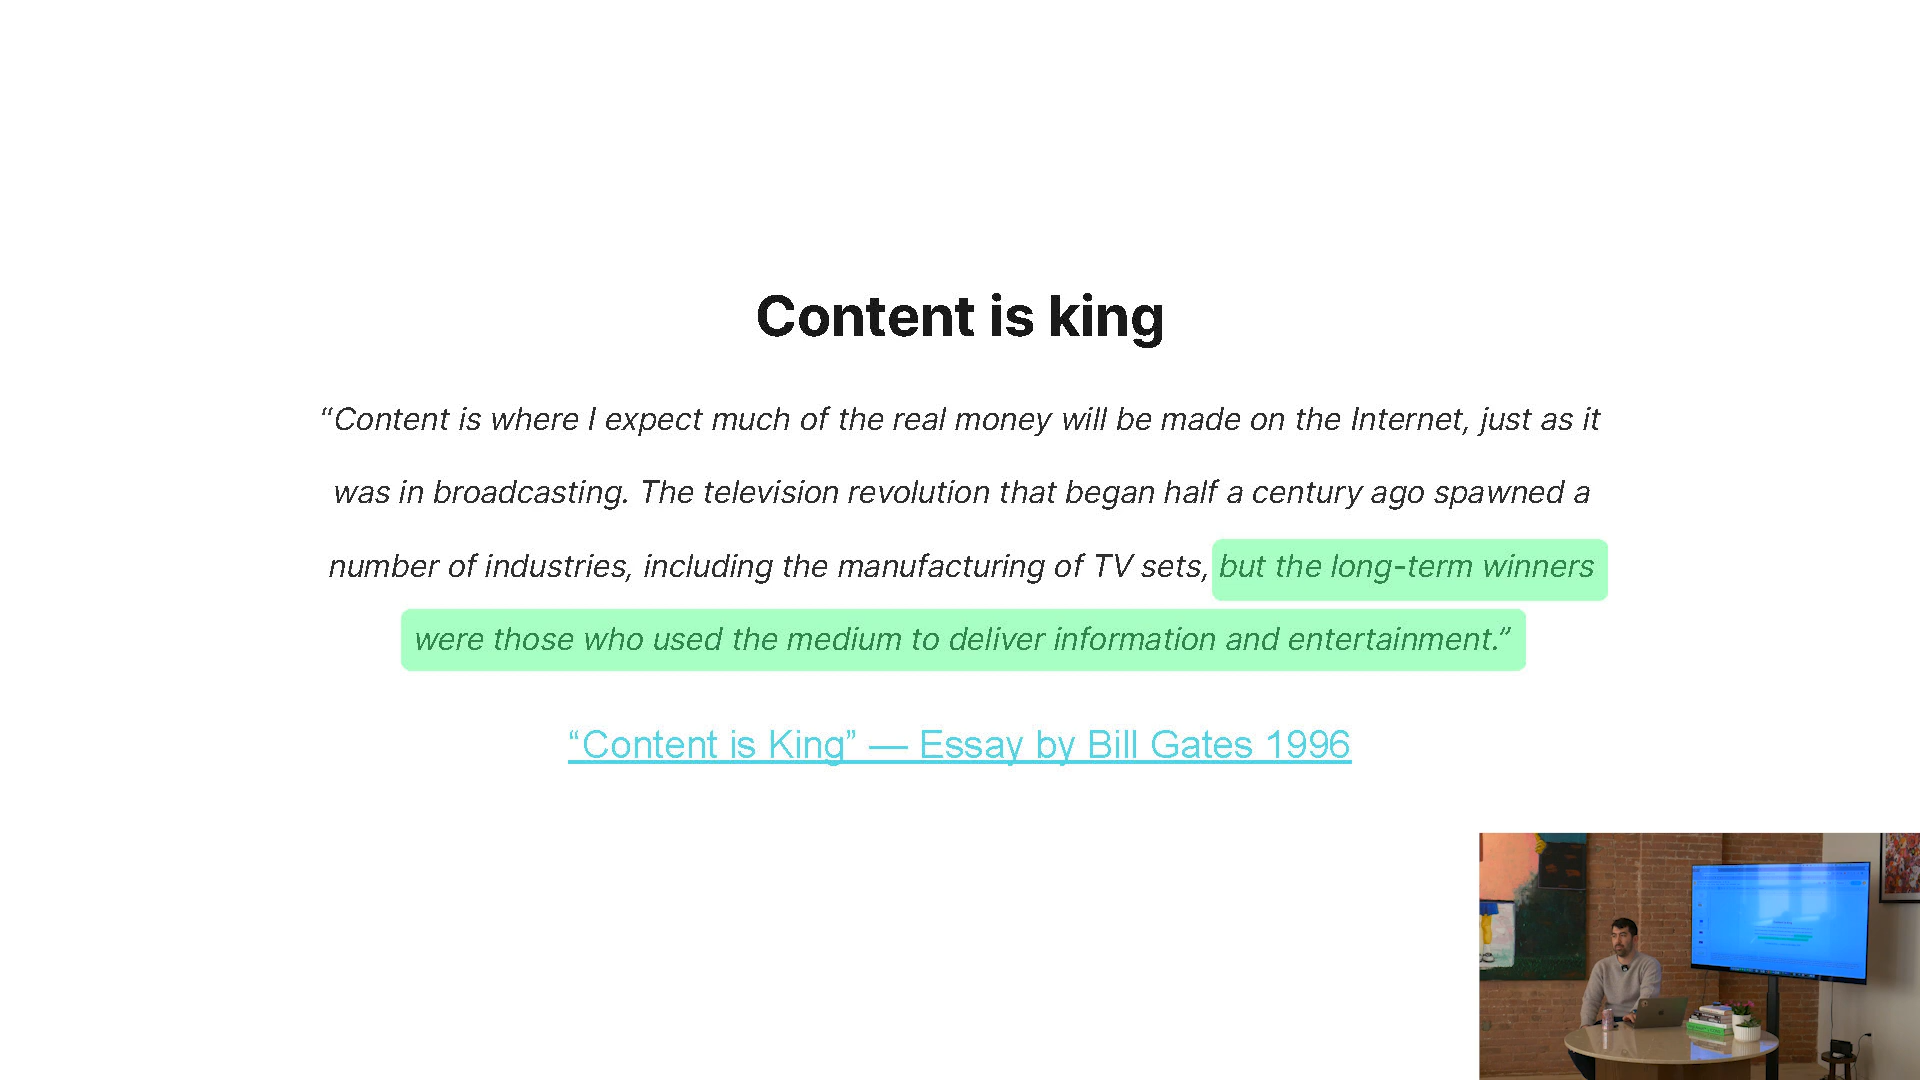 Content is king
“Content is where I expect much of the real money will be made on the Internet, just as it
was in broadcasting. The television revolution that began half a century ago spawned a
number of industries, including the manufacturing of TV sets, but the long-term winners
were those who used the medium to deliver information and entertainment.”
“Content is King” — Essay by Bill Gates 1996